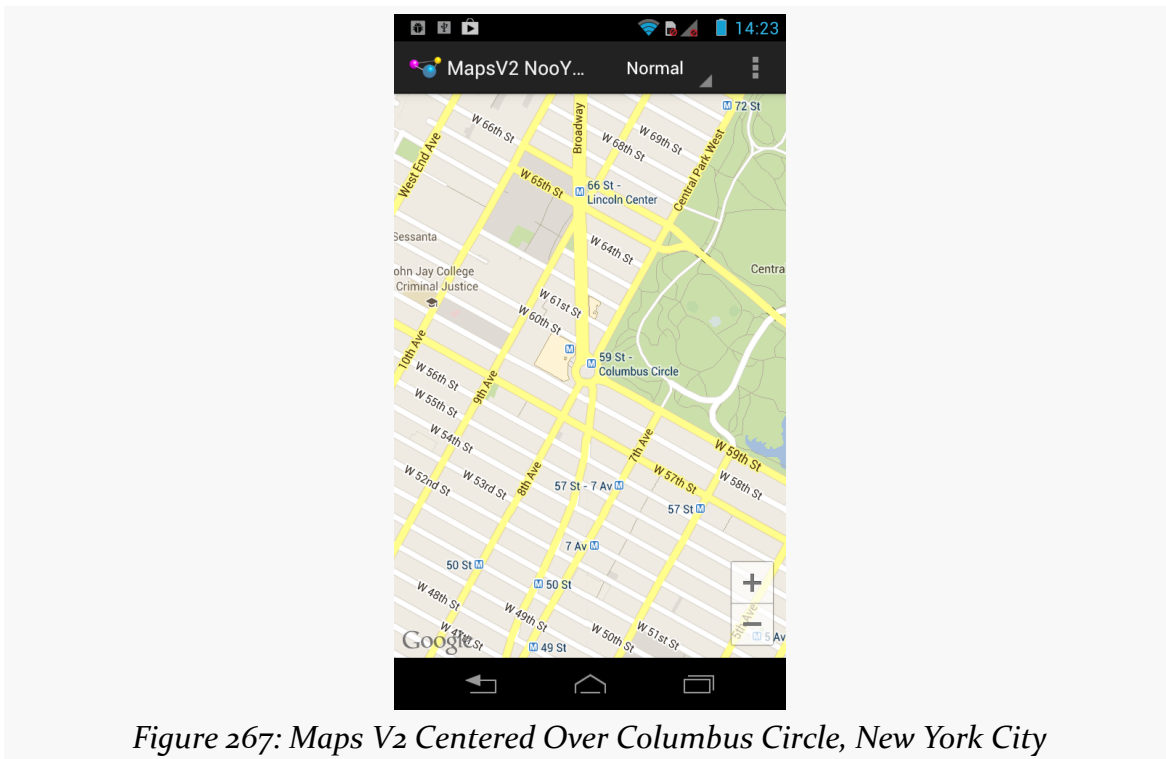 14:23
MapsV2 NooY... Normal
72 St
W 66th St
Broadway
W 69th St
W 68th St
West End Ave
Central Park West
W 65th St
66 St -
Lincoln Center
Sessanta
W 64th St
ohn Jay College
Criminal Justice
Centra
W 61st St
W 60th St
10th Ave
59 St -
Columbus Circle
W 56th St
9th Ave
W 55th St
W 54th St
7th Ave
W 59th St
W 52nd St
W 53rd St
8th Ave
W 57th St
W 58th St
57 St - 7 Av
57 St
7 Av
50 St
50 St
W 48th St
W 49th St
W 50th St
W 51st St
5th Ave
5 Av
Google
49 St
Figure 267: Maps V2 Centered Over Columbus Circle, New York City